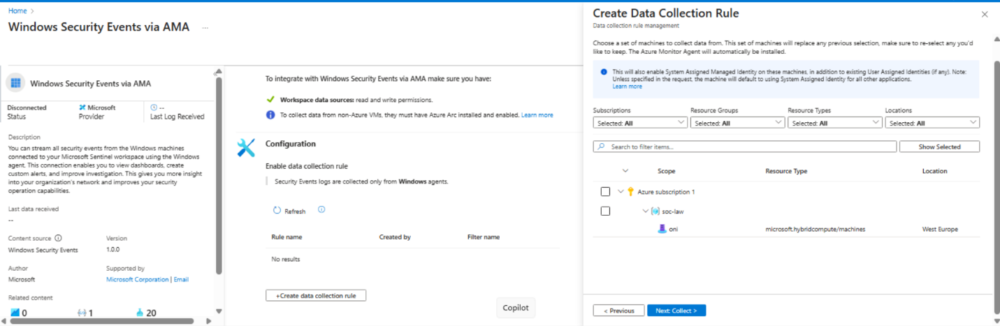 Home >
Windows Security Events via AMA ...
Windows Security Events via AMA
Disconnected
Status
Microsoft
Provider
--
Last Log Received
Description
You can stream all security events from the Windows machines
connected to your Microsoft Sentinel workspace using the Windows
agent. This connection enables you to view dashboards, create
custom alerts, and improve investigation. This gives you more insight
into your organization's network and improves your security
operation capabilities.
Last data received
--
Content source
Windows Security Events
Version
1.0.0
Author
Microsoft
Supported by
Microsoft Corporation | Email
Related content
0 1 20
To integrate with Windows Security Events via AMA make sure you have:
Workspace data sources: read and write permissions.
To collect data from non-Azure VMs, they must have Azure Arc installed and enabled. Learn more
Configuration
Enable data collection rule
Security Events logs are collected only from Windows agents.
Refresh
Rule name Created by Filter name
No results
+Create data collection rule
Copilot
Create Data Collection Rule
Data collection rule management
Choose a set of machines to collect data from. This set of machines will replace any previous selection, make sure to re-select any you'd
like to keep. The Azure Monitor Agent will automatically be installed.
This will also enable System Assigned Managed Identity on these machines, in addition to existing User Assigned Identities (if any). Note:
Unless specified in the request, the machine will default to using System Assigned Identity for all other applications.
Learn more
Subscriptions Resource Groups Resource Types Locations
Selected: All Selected: All Selected: All Selected: All
Search to filter items...
Show Selected
Scope Resource Type Location
Azure subscription 1
soc-law
oni microsoft.hybridcompute/machines West Europe
< Previous
Next: Collect >